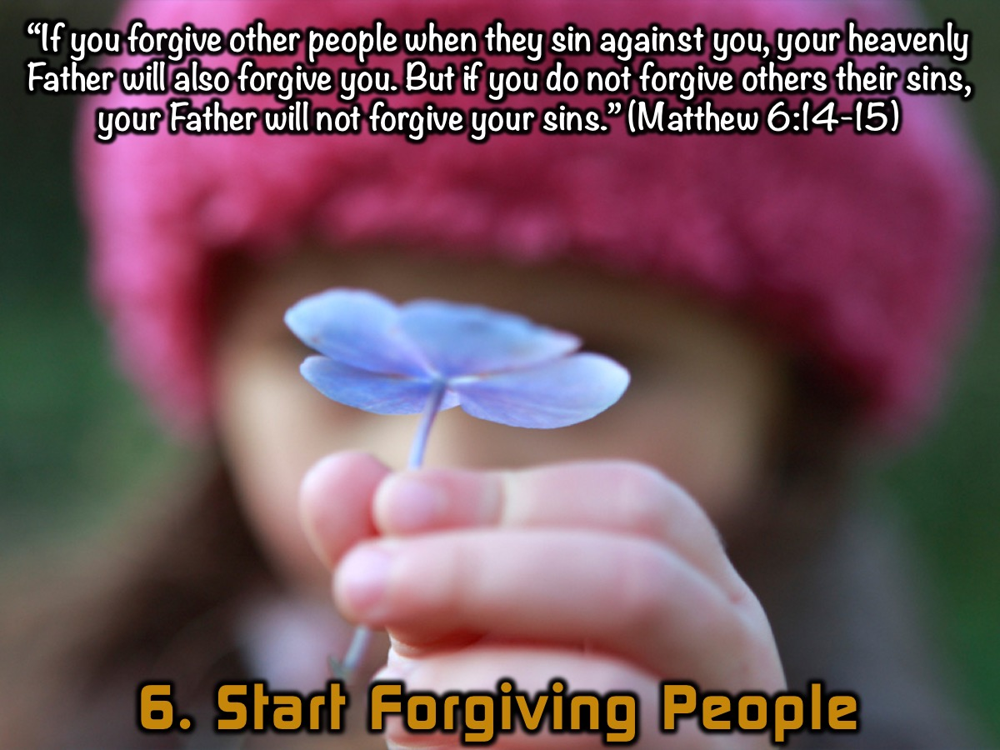 “If you forgive other people when they sin against you, your heavenly
Father will also forgive you. But if you do not forgive others their sins,
your Father will not forgive your sins.” (Matthew 6:14-15)
6. Start Forgiving People